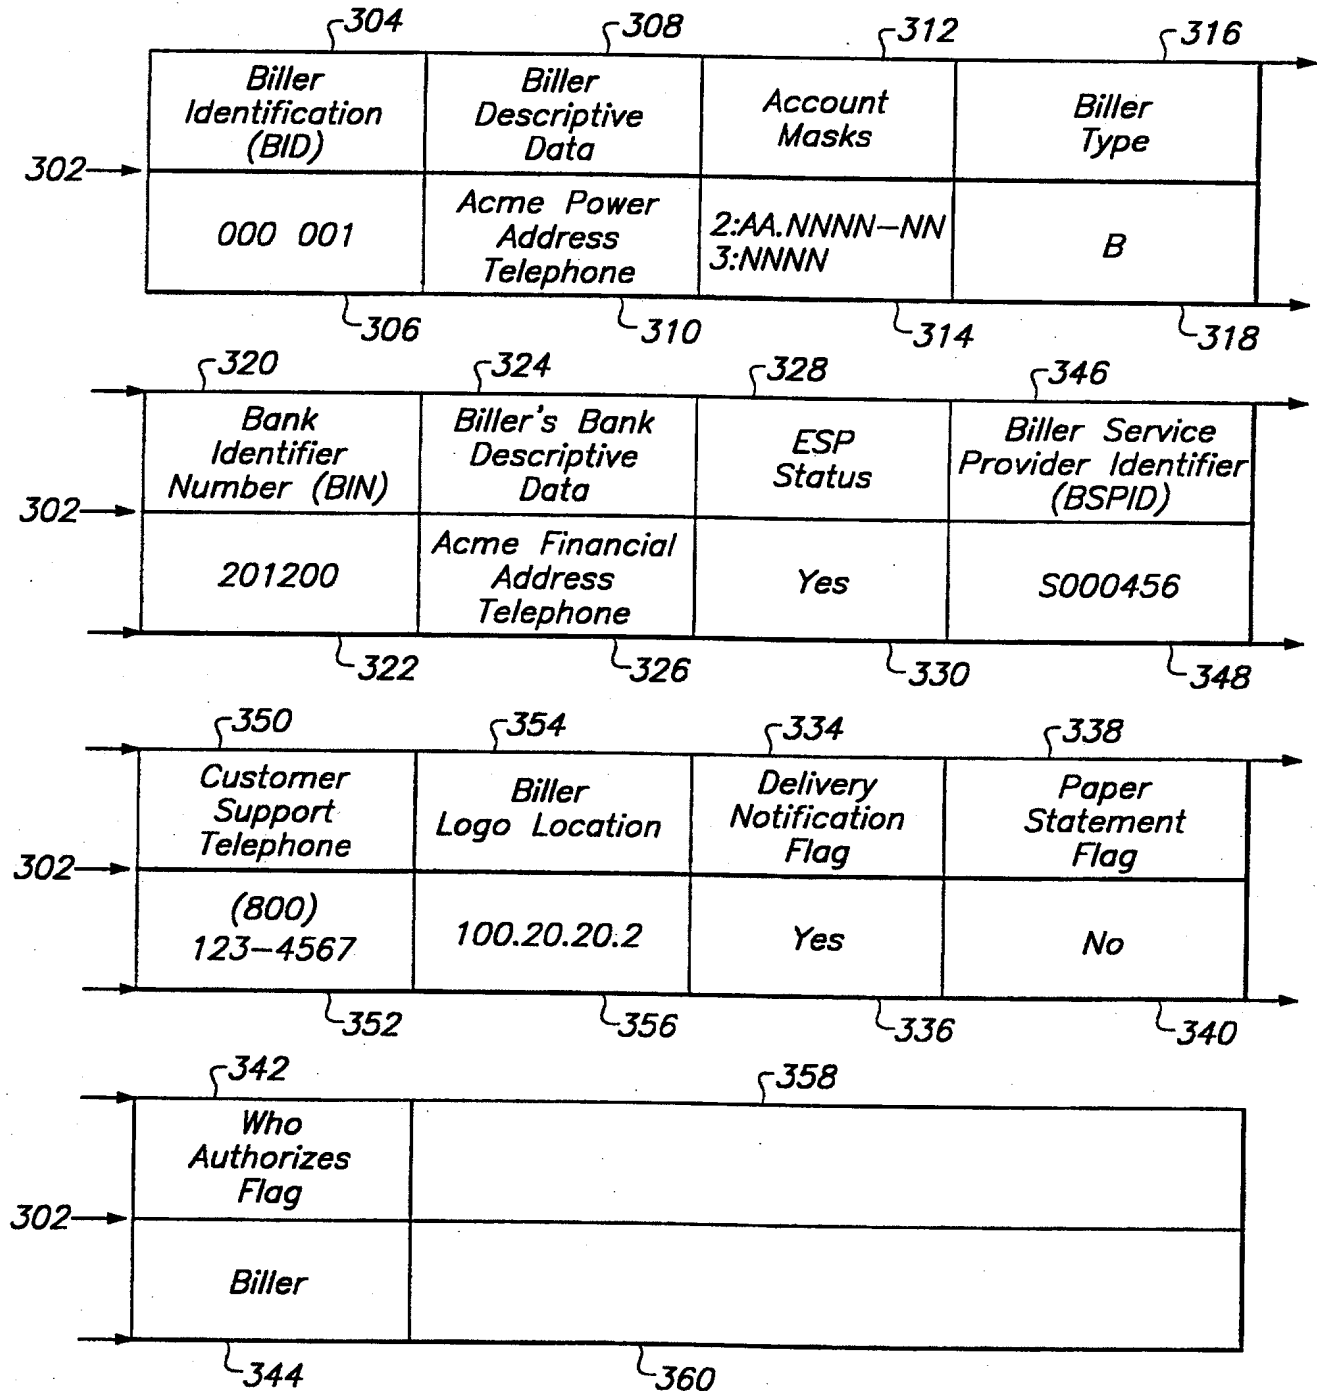 304 308 312 316
Biller Identification (BID) Biller Descriptive Data Account Masks Biller Type
302
000 001 Acme Power Address Telephone 2:AA.NNNN-NN 3:NNNN B
306 310 314 318
320 324 328 346
Bank Identifier Number (BIN) Biller's Bank Descriptive Data ESP Status Biller Service Provider Identifier (BSPID)
302
201200 Acme Financial Address Telephone Yes S000456
322 326 330 348
350 354 334 338
Customer Support Telephone Biller Logo Location Delivery Notification Flag Paper Statement Flag
302
(800) 123-4567 100.20.20.2 Yes No
352 356 336 340
342 358
Who Authorizes Flag
302
Biller
344 360